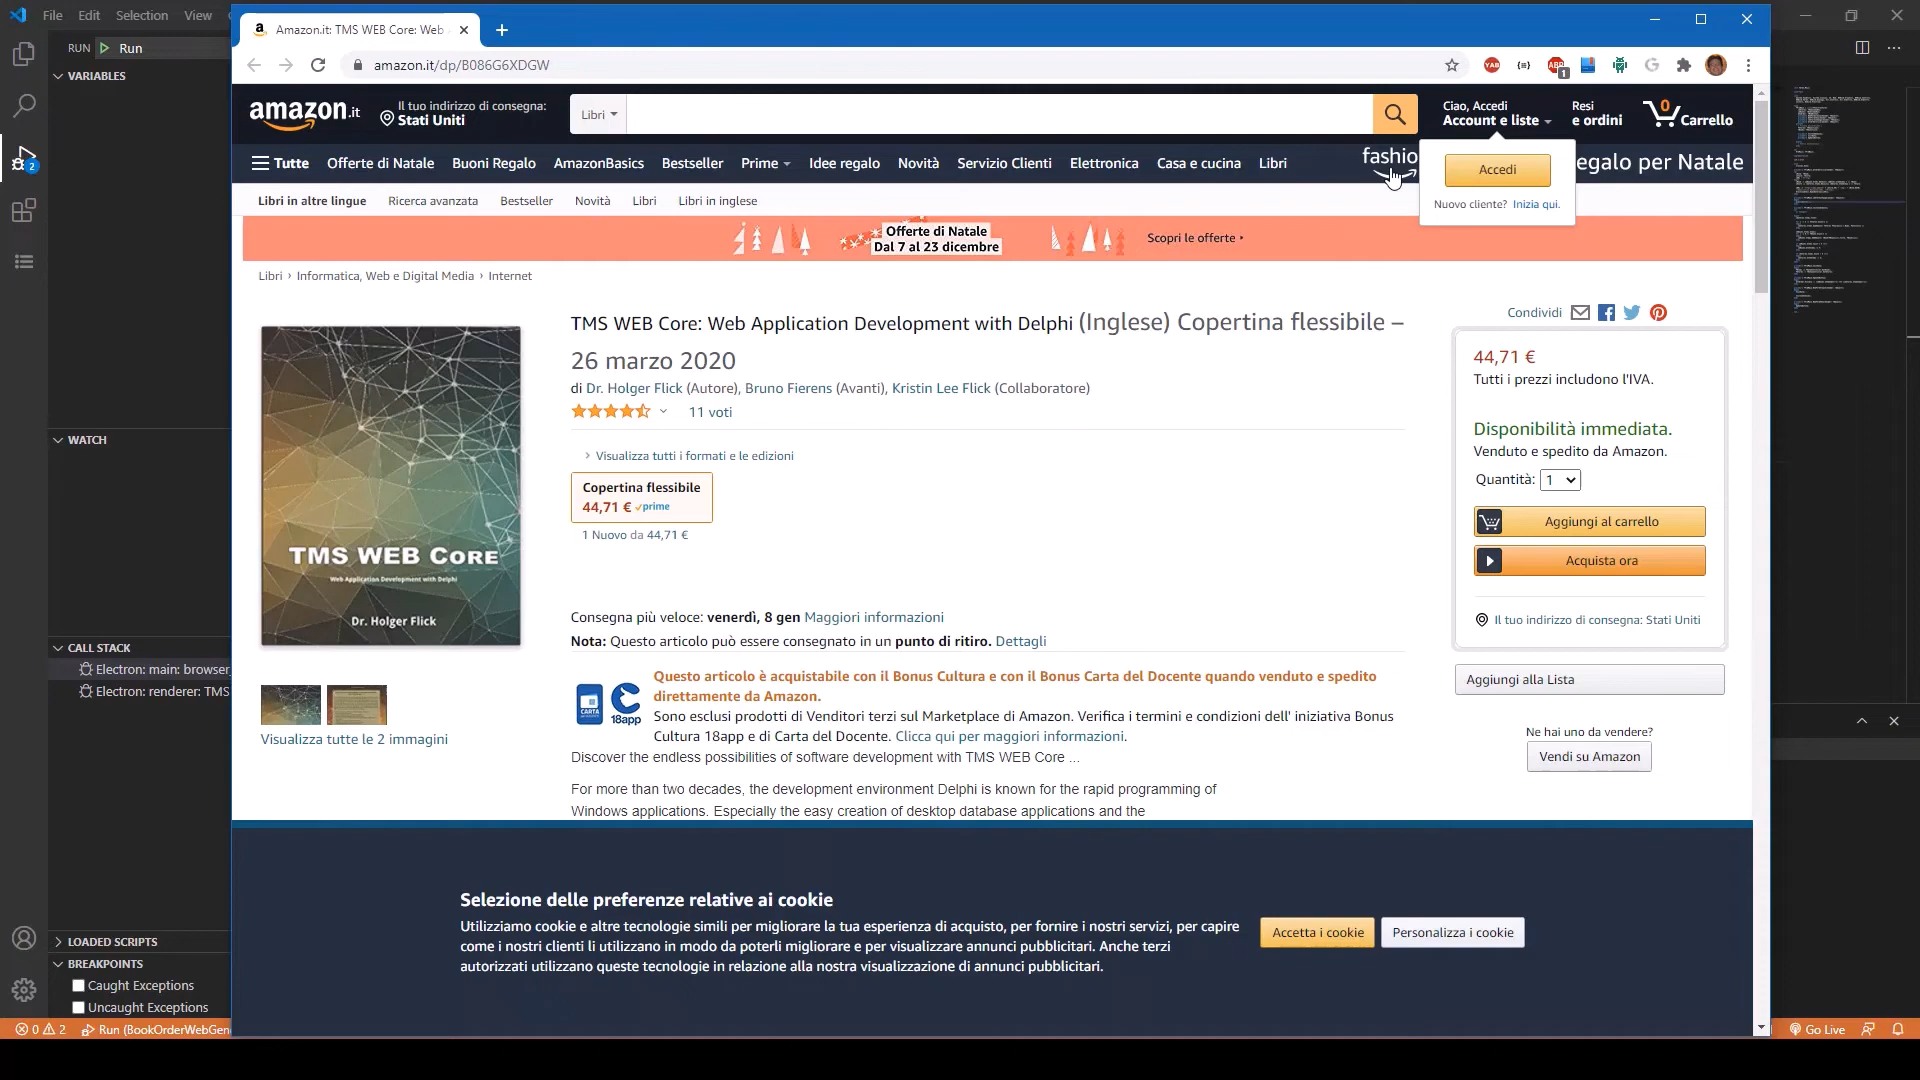 File Edit Selection View
RUN Run
VARIABLES
WATCH
CALL STACK
Electron: main: browser
Electron: renderer: TMS
LOADED SCRIPTS
BREAKPOINTS
Caught Exceptions
Uncaught Exceptions
0 2 Run (BookOrderWebGen
Go Live
2
Amazon.it: TMS WEB Core: Web
amazon.it/dp/B086G6XDGW
ABP 1
amazon.it
Il tuo indirizzo di consegna:
Stati Uniti
Libri
Ciao, Accedi
Account e liste
Resi
e ordini
0
Carrello
Tutte Offerte di Natale Buoni Regalo AmazonBasics Bestseller Prime Idee regalo Novità Servizio Clienti Elettronica Casa e cucina Libri
fashio
egalo per Natale
Accedi
Nuovo cliente? Inizia qui.
Libri in altre lingue Ricerca avanzata Bestseller Novità Libri Libri in inglese
Offerte di Natale
Dal 7 al 23 dicembre
Scopri le offerte ›
Libri › Informatica, Web e Digital Media › Internet
TMS WEB Core
Web Application Development with Delphi
Dr. Holger Flick
Visualizza tutte le 2 immagini
TMS WEB Core: Web Application Development with Delphi (Inglese) Copertina flessibile –
26 marzo 2020
di Dr. Holger Flick (Autore), Bruno Fierens (Avanti), Kristin Lee Flick (Collaboratore)
11 voti
› Visualizza tutti i formati e le edizioni
Copertina flessibile
44,71 € prime
1 Nuovo da 44,71 €
Consegna più veloce: venerdì, 8 gen Maggiori informazioni
Nota: Questo articolo può essere consegnato in un punto di ritiro. Dettagli
18app
Questo articolo è acquistabile con il Bonus Cultura e con il Bonus Carta del Docente quando venduto e spedito
direttamente da Amazon.
Sono esclusi prodotti di Venditori terzi sul Marketplace di Amazon. Verifica i termini e condizioni dell' iniziativa Bonus
Cultura 18app e di Carta del Docente. Clicca qui per maggiori informazioni.
Discover the endless possibilities of software development with TMS WEB Core ...
For more than two decades, the development environment Delphi is known for the rapid programming of
Windows applications. Especially the easy creation of desktop database applications and the
Condividi
44,71 €
Tutti i prezzi includono l'IVA.
Disponibilità immediata.
Venduto e spedito da Amazon.
Quantità: 1
Aggiungi al carrello
Acquista ora
Il tuo indirizzo di consegna: Stati Uniti
Aggiungi alla Lista
Ne hai uno da vendere?
Vendi su Amazon
Selezione delle preferenze relative ai cookie
Utilizziamo cookie e altre tecnologie simili per migliorare la tua esperienza di acquisto, per fornire i nostri servizi, per capire
come i nostri clienti li utilizzano in modo da poterli migliorare e per visualizzare annunci pubblicitari. Anche terzi
autorizzati utilizzano queste tecnologie in relazione alla nostra visualizzazione di annunci pubblicitari.
Accetta i cookie
Personalizza i cookie